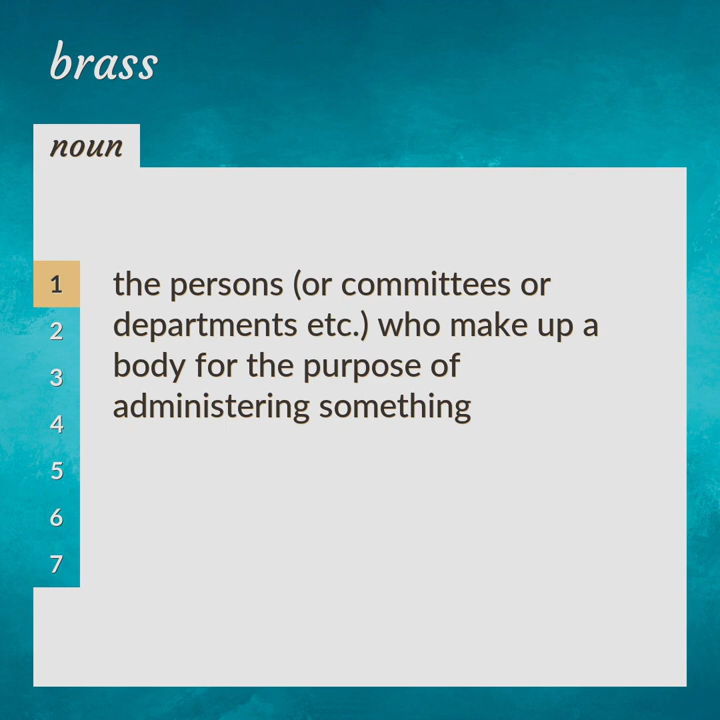 brass
noun
1
the persons (or committees or
departments etc.) who make up a
body for the purpose of
administering something
2
3
4
5
6
7